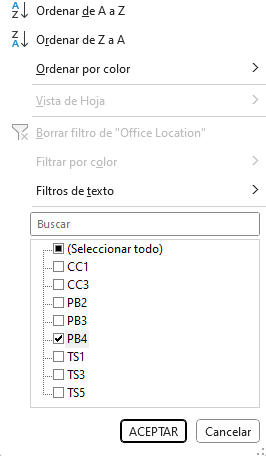 Ordenar de A a Z
Ordenar de Z a A
Ordenar por color
Vista de Hoja
Borrar filtro de "Office Location"
Filtrar por color
Filtros de texto
Buscar
(Seleccionar todo)
CC1
CC3
PB2
PB3
PB4
TS1
TS3
TS5
ACEPTAR Cancelar